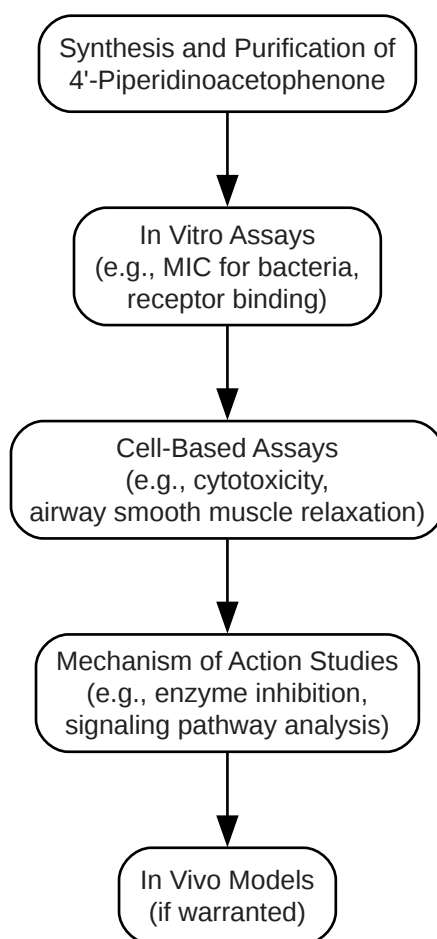 Synthesis and Purification of
4'-Piperidinoacetophenone
In Vitro Assays
(e.g., MIC for bacteria,
receptor binding)
Cell-Based Assays
(e.g., cytotoxicity,
airway smooth muscle relaxation)
Mechanism of Action Studies
(e.g., enzyme inhibition,
signaling pathway analysis)
In Vivo Models
(if warranted)